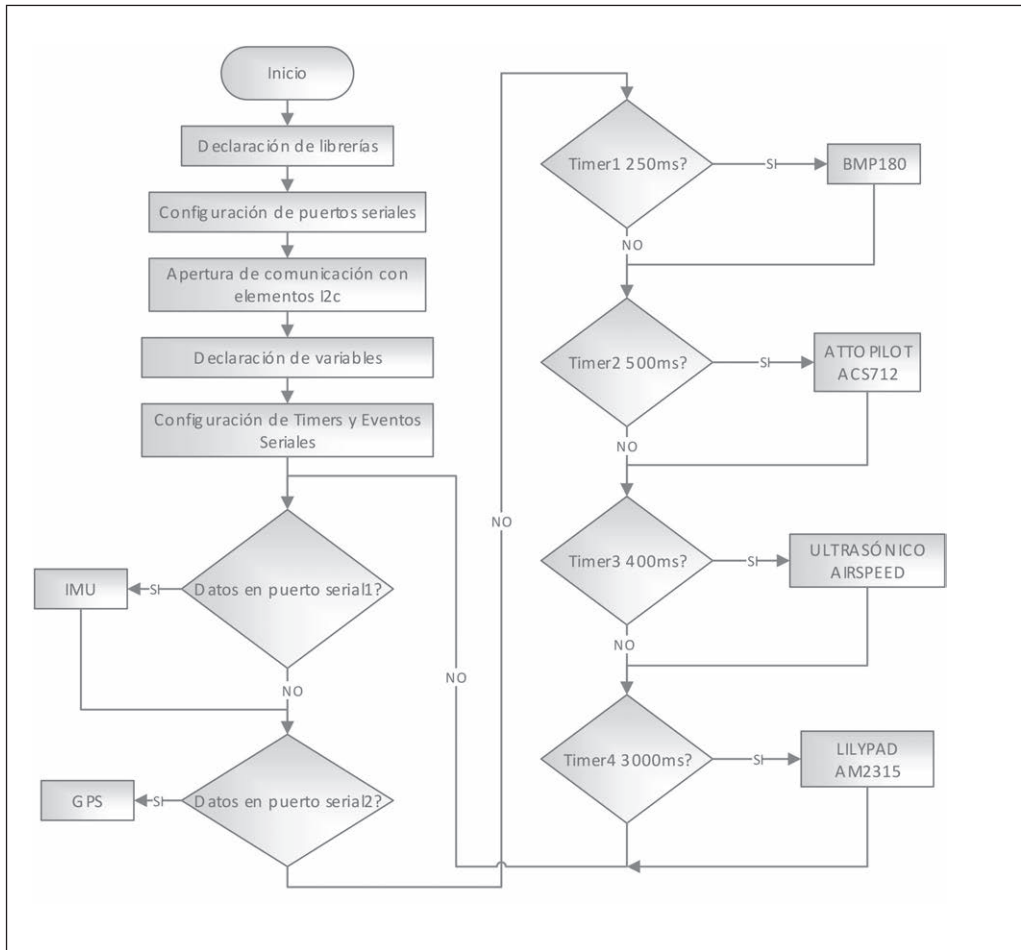 Inicio
Declaración de librerías
Configuración de puertos seriales
Apertura de comunicación con
elementos I2c
Declaración de variables
Configuración de Timers y Eventos
Seriales
Datos en puerto serial1?
SI
IMU
NO
Datos en puerto serial2?
SI
GPS
NO
Timer1 250ms?
SI
BMP180
NO
Timer2 500ms?
SI
ATTO PILOT
ACS712
NO
Timer3 400ms?
SI
ULTRASÓNICO
AIRSPEED
NO
Timer4 3000ms?
SI
LILYPAD
AM2315
NO